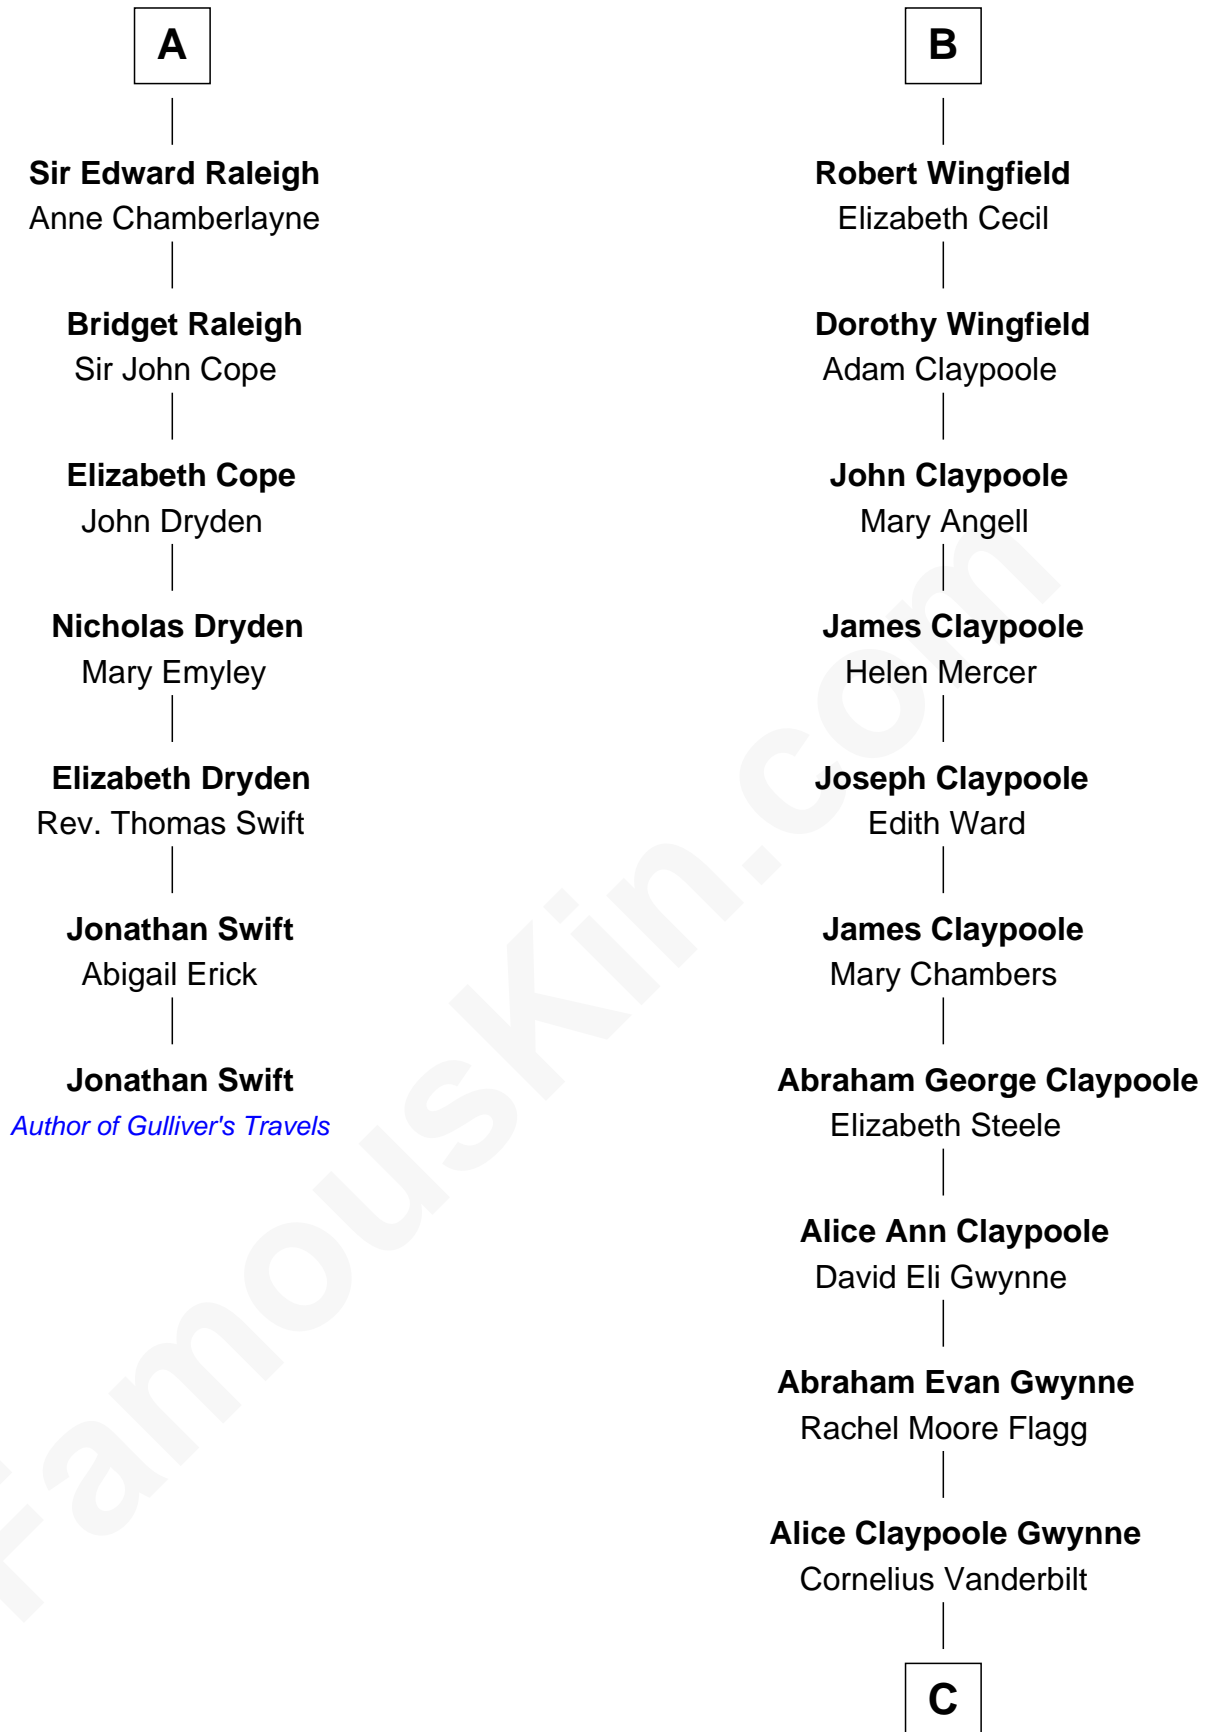 A
Sir Edward Raleigh
Anne Chamberlayne
Bridget Raleigh
Sir John Cope
Elizabeth Cope
John Dryden
Nicholas Dryden
Mary Emyley
Elizabeth Dryden
Rev. Thomas Swift
Jonathan Swift
Abigail Erick
Jonathan Swift
Author of Gulliver's Travels
B
Robert Wingfield
Elizabeth Cecil
Dorothy Wingfield
Adam Claypoole
John Claypoole
Mary Angell
James Claypoole
Helen Mercer
Joseph Claypoole
Edith Ward
James Claypoole
Mary Chambers
Abraham George Claypoole
Elizabeth Steele
Alice Ann Claypoole
David Eli Gwynne
Abraham Evan Gwynne
Rachel Moore Flagg
Alice Claypoole Gwynne
Cornelius Vanderbilt
C
FamousKin.com